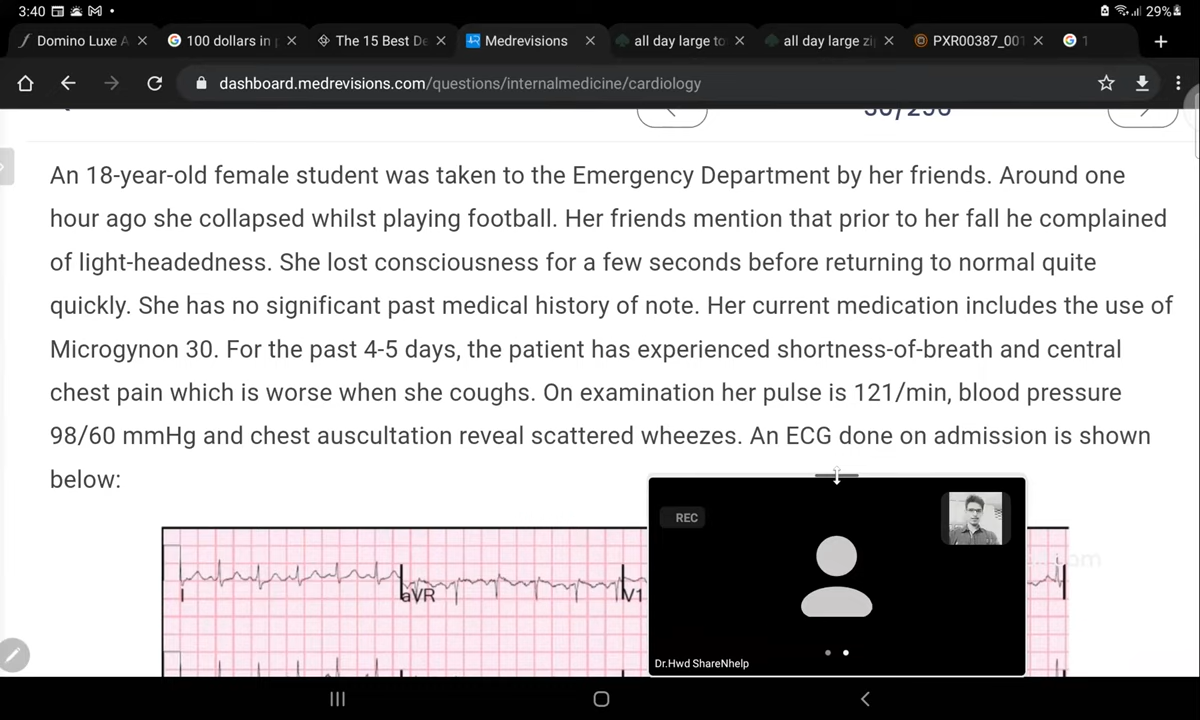 3:40
29%
Domino Luxe A
100 dollars in
The 15 Best De
Medrevisions
all day large to
all day large zi
PXR00387_001
dashboard.medrevisions.com/questions/internalmedicine/cardiology
30/290
An 18-year-old female student was taken to the Emergency Department by her friends. Around one
hour ago she collapsed whilst playing football. Her friends mention that prior to her fall he complained
of light-headedness. She lost consciousness for a few seconds before returning to normal quite
quickly. She has no significant past medical history of note. Her current medication includes the use of
Microgynon 30. For the past 4-5 days, the patient has experienced shortness-of-breath and central
chest pain which is worse when she coughs. On examination her pulse is 121/min, blood pressure
98/60 mmHg and chest auscultation reveal scattered wheezes. An ECG done on admission is shown
below:
REC
I
aVR
V1
Dr.Hwd ShareNhelp